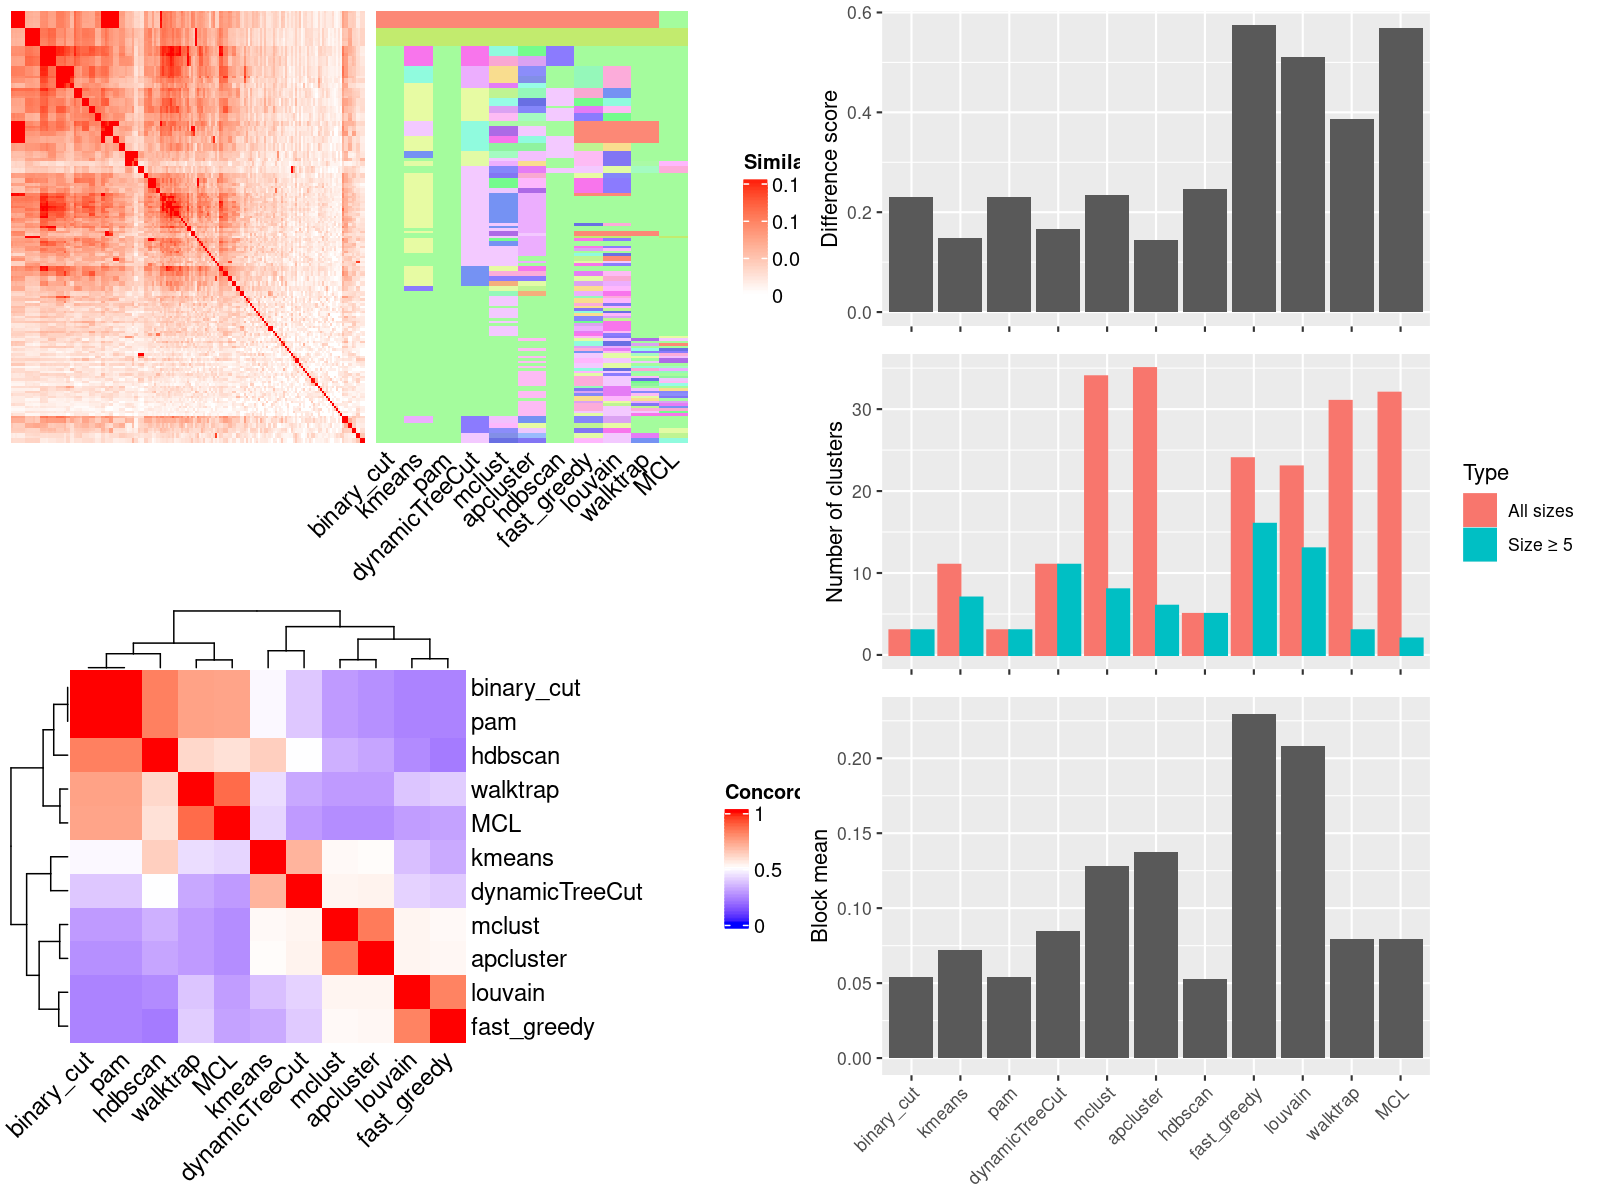 Simila
0.1
0.1
0.0
0
binary_cut
kmeans
pam
dynamicTreeCut
mclust
apcluster
hdbscan
fast_greedy
louvain
walktrap
MCL
binary_cut
pam
hdbscan
walktrap
MCL
kmeans
dynamicTreeCut
mclust
apcluster
louvain
fast_greedy
binary_cut
pam
hdbscan
walktrap
MCL
kmeans
dynamicTreeCut
mclust
apcluster
louvain
fast_greedy
Concord
1
0.5
0
Difference score
0.6
0.4
0.2
0.0
Number of clusters
30
20
10
0
Type
All sizes
Size ≥ 5
Block mean
0.20
0.15
0.10
0.05
0.00
binary_cut
kmeans
pam
dynamicTreeCut
mclust
apcluster
hdbscan
fast_greedy
louvain
walktrap
MCL